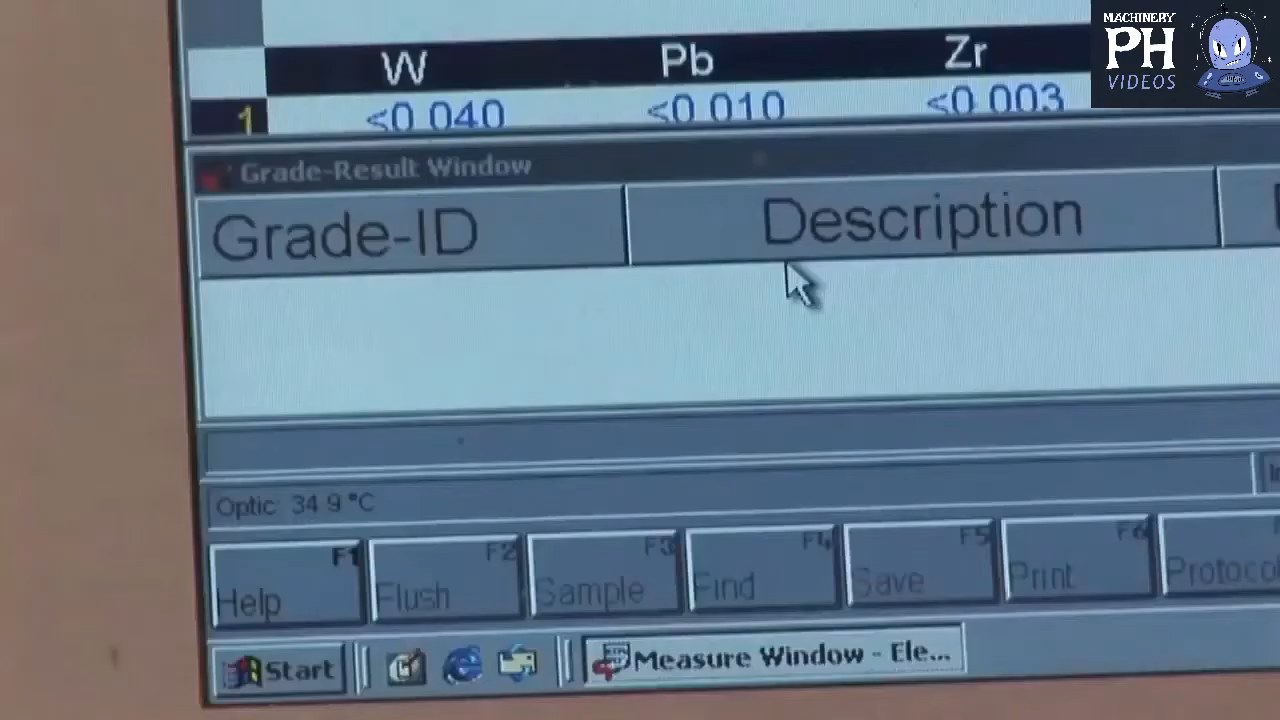 MACHINERY
PH
VIDEOS
W Pb Zr
1 <0 040 <0 010 <0 003
Grade-Result Window
Grade-ID Description
Optic: 34 9 °C
F1 F2 F3 F4 F5 F6
Help Flush Sample Find Save Print Protocol
Start Measure Window - Ele...